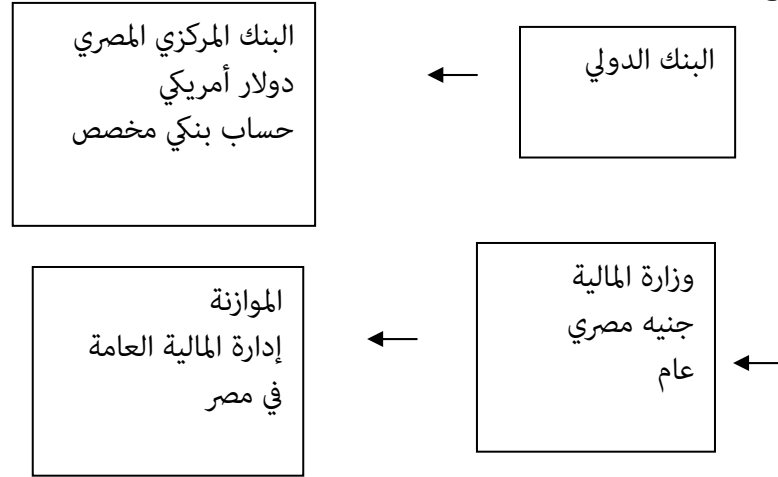 البنك الدولي
البنك المركزي المصري
دولار أمريكي
حساب بنكي مخصص
وزارة المالية
جنيه مصري
عام
الموازنة
إدارة المالية العامة
في مصر